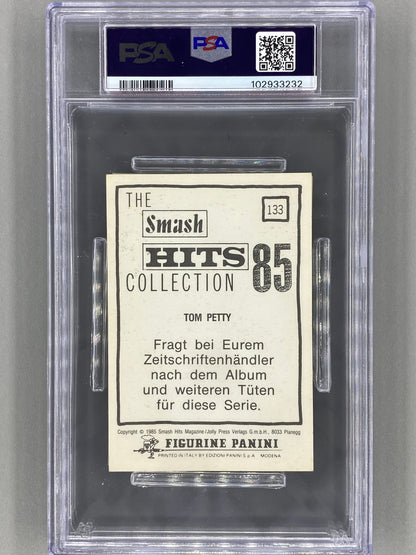 PSA
PSA
102933232
THE
Smash
133
HITS 85
COLLECTION
TOM PETTY
Fragt bei Eurem
Zeitschriftenhändler
nach dem Album
und weiteren Tüten
für diese Serie.
Copyright © 1985 Smash Hits Magazine/Jolly Press Verlags G.m.b.H., 8033 Planegg
FIGURINE PANINI
PRINTED IN ITALY BY EDIZIONI PANINI S.p.A. MODENA